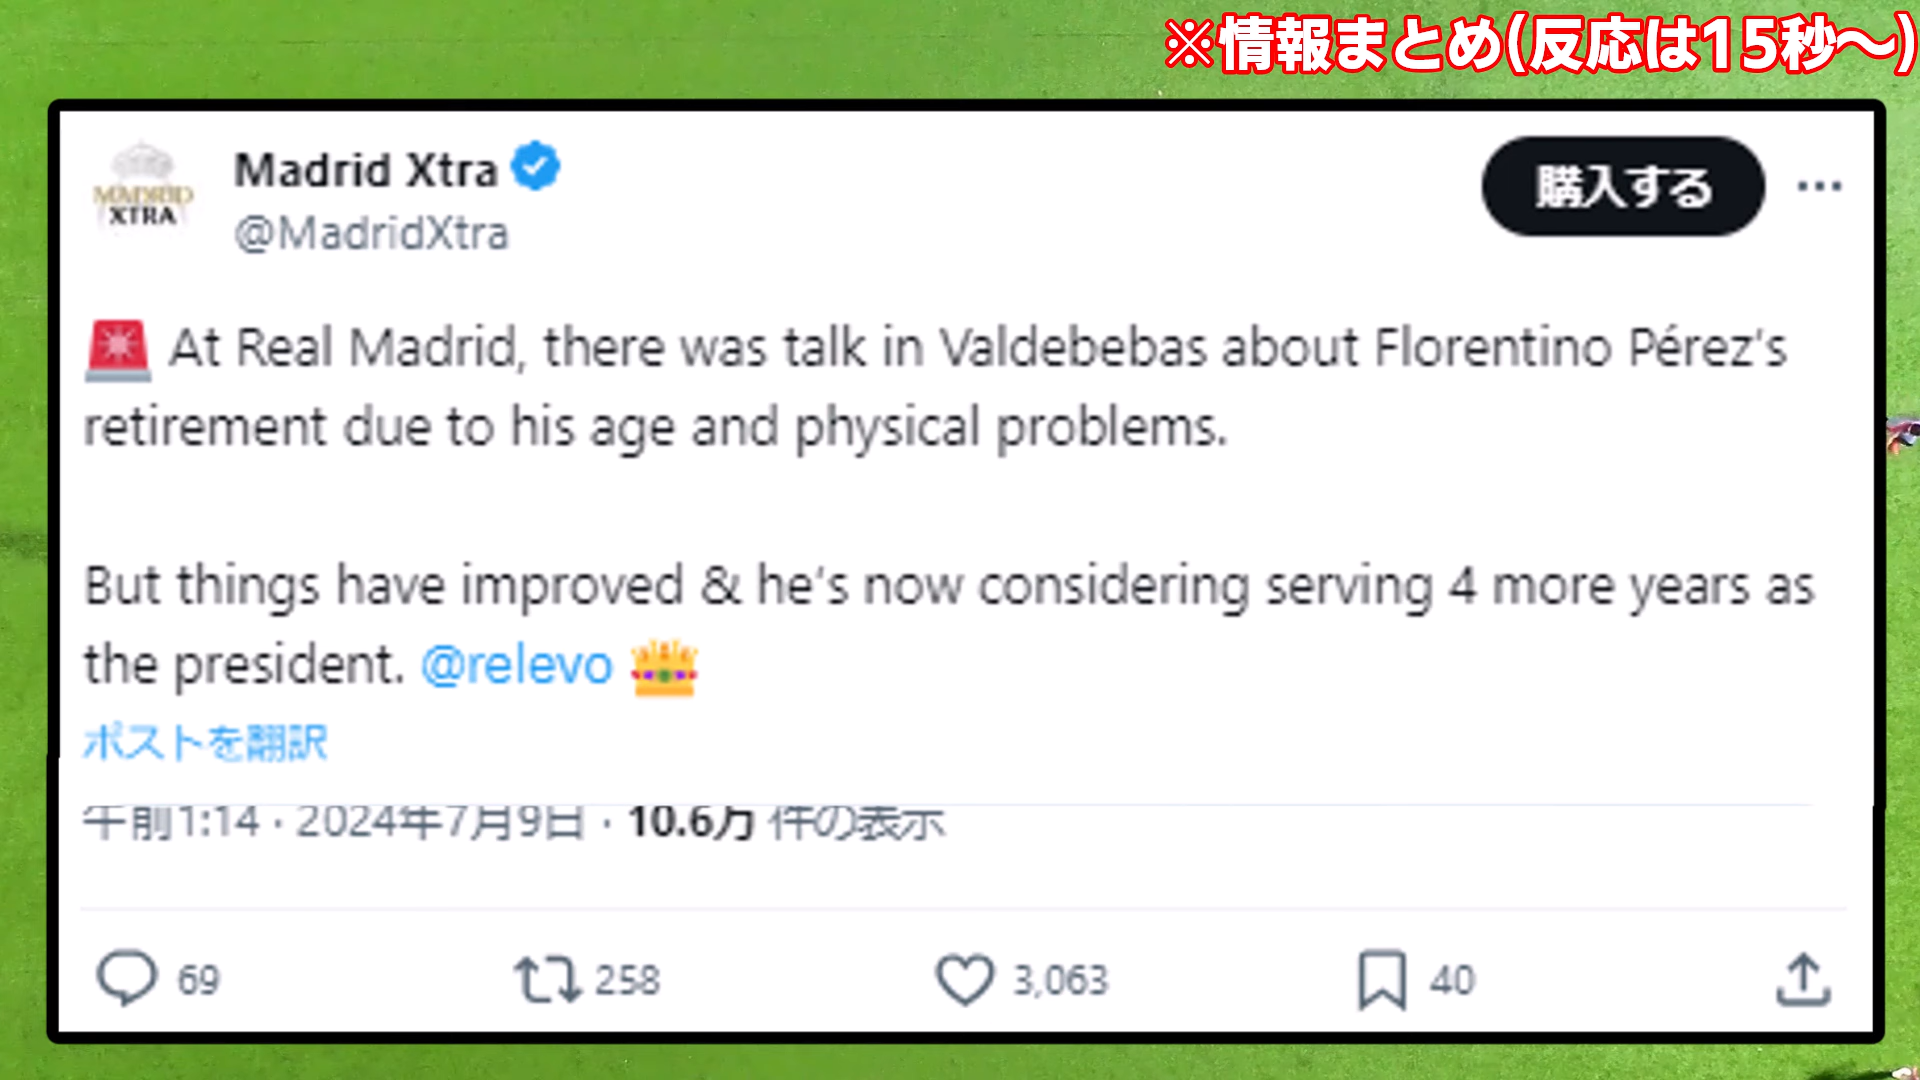 ※情報まとめ(反応は15秒～)
MADRID
XTRA
Madrid Xtra
@MadridXtra
購入する
🚨 At Real Madrid, there was talk in Valdebebas about Florentino Pérez's
retirement due to his age and physical problems.
But things have improved & he's now considering serving 4 more years as
the president. @relevo 👑
ポストを翻訳
午前1:14 · 2024年7月9日 · 10.6万 件の表示
69 258 3,063 40